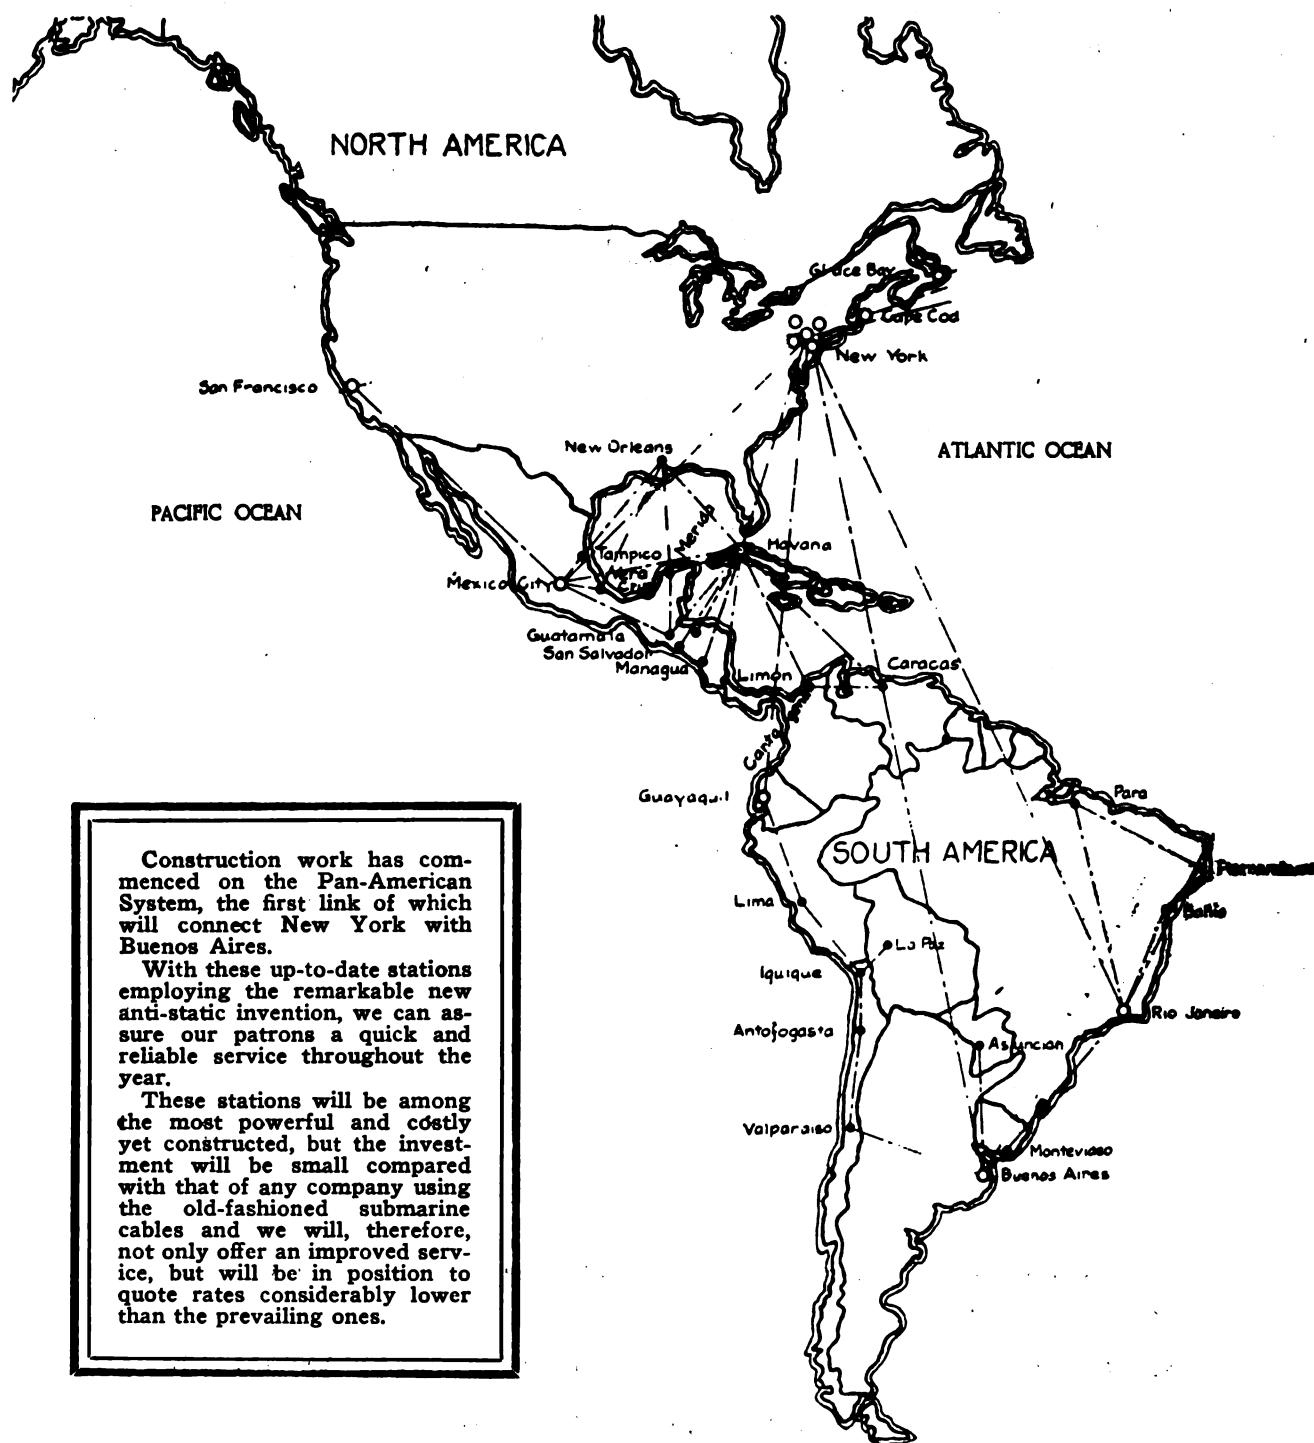 NORTH AMERICA
Glace Bay
Cape Cod
New York
San Francisco
New Orleans
ATLANTIC OCEAN
PACIFIC OCEAN
Merida
Havana
Tampico
Vera
Cruz
Mexico City
Guatamala
San Salvador
Managua
Limon
Caracas
Guayaquil
Para
SOUTH AMERICA
Pernambuco
Bahia
Lima
La Paz
Iquique
Rio Janeiro
Antofogasta
Asuncian
Valparaiso
Montevideo
Buenos Aires
Construction work has com-
menced on the Pan-American
System, the first link of which
will connect New York with
Buenos Aires.
With these up-to-date stations
employing the remarkable new
anti-static invention, we can as-
sure our patrons a quick and
reliable service throughout the
year.
These stations will be among
the most powerful and costly
yet constructed, but the invest-
ment will be small compared
with that of any company using
the old-fashioned submarine
cables and we will, therefore,
not only offer an improved serv-
ice, but will be in position to
quote rates considerably lower
than the prevailing ones.